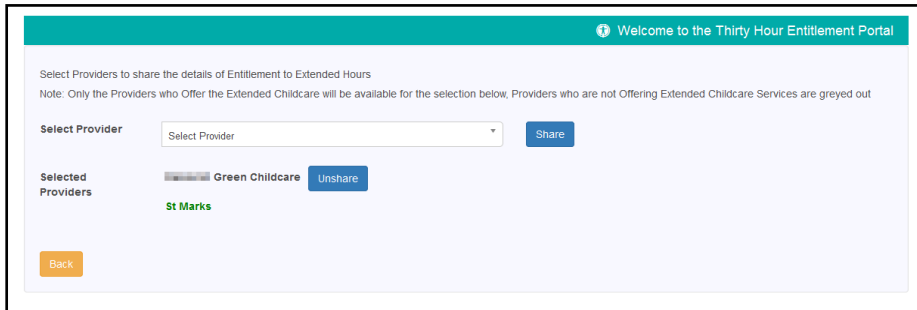 Welcome to the Thirty Hour Entitlement Portal
Select Providers to share the details of Entitlement to Extended Hours
Note: Only the Providers who Offer the Extended Childcare will be available for the selection below, Providers who are not Offering Extended Childcare Services are greyed out
Select Provider Select Provider Share
Selected Providers Green Childcare Unshare
St Marks
Back